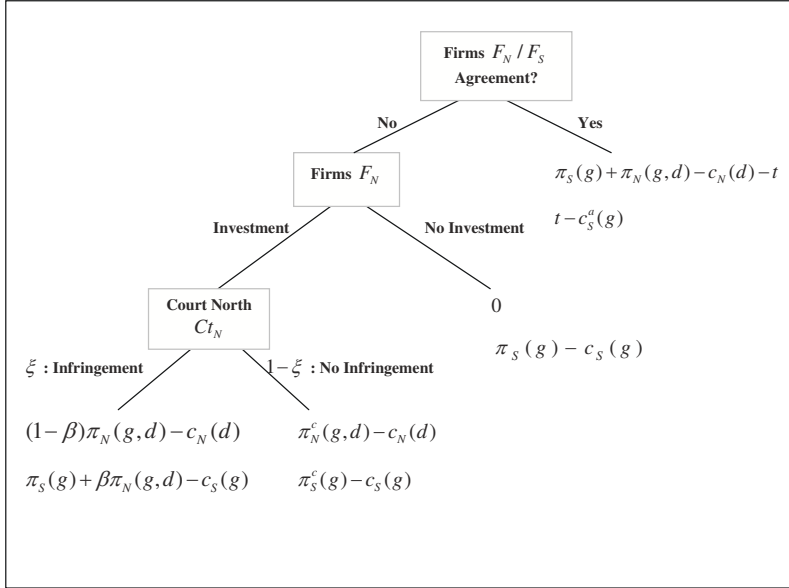 Firms F_N / F_S
Agreement?
No
Yes
Firms F_N
π_S(g) + π_N(g,d) − c_N(d) − t
t − c_S^a(g)
Investment
No Investment
Court North
Ct_N
0
π_S(g) − c_S(g)
ξ : Infringement
1 − ξ : No Infringement
(1 − β)π_N(g,d) − c_N(d)
π_N^c(g,d) − c_N(d)
π_S(g) + βπ_N(g,d) − c_S(g)
π_S^c(g) − c_S(g)